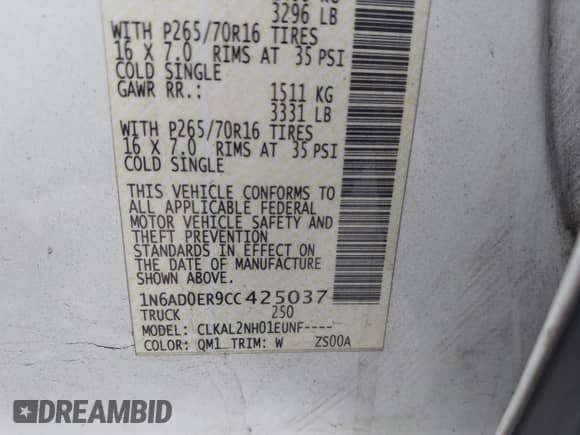 3296 LB
WITH P265/70R16 TIRES
16 X 7.0 RIMS AT 35 PSI
COLD SINGLE
GAWR RR.: 1511 KG
3331 LB
WITH P265/70R16 TIRES
16 X 7.0 RIMS AT 35 PSI
COLD SINGLE
THIS VEHICLE CONFORMS TO
ALL APPLICABLE FEDERAL
MOTOR VEHICLE SAFETY AND
THEFT PREVENTION
STANDARDS IN EFFECT ON
THE DATE OF MANUFACTURE
SHOWN ABOVE.
1N6AD0ER9CC425037
TRUCK 250
MODEL: CLKAL2NH01EUNF----
COLOR: QM1 TRIM: W ZS00A
DREAMBID